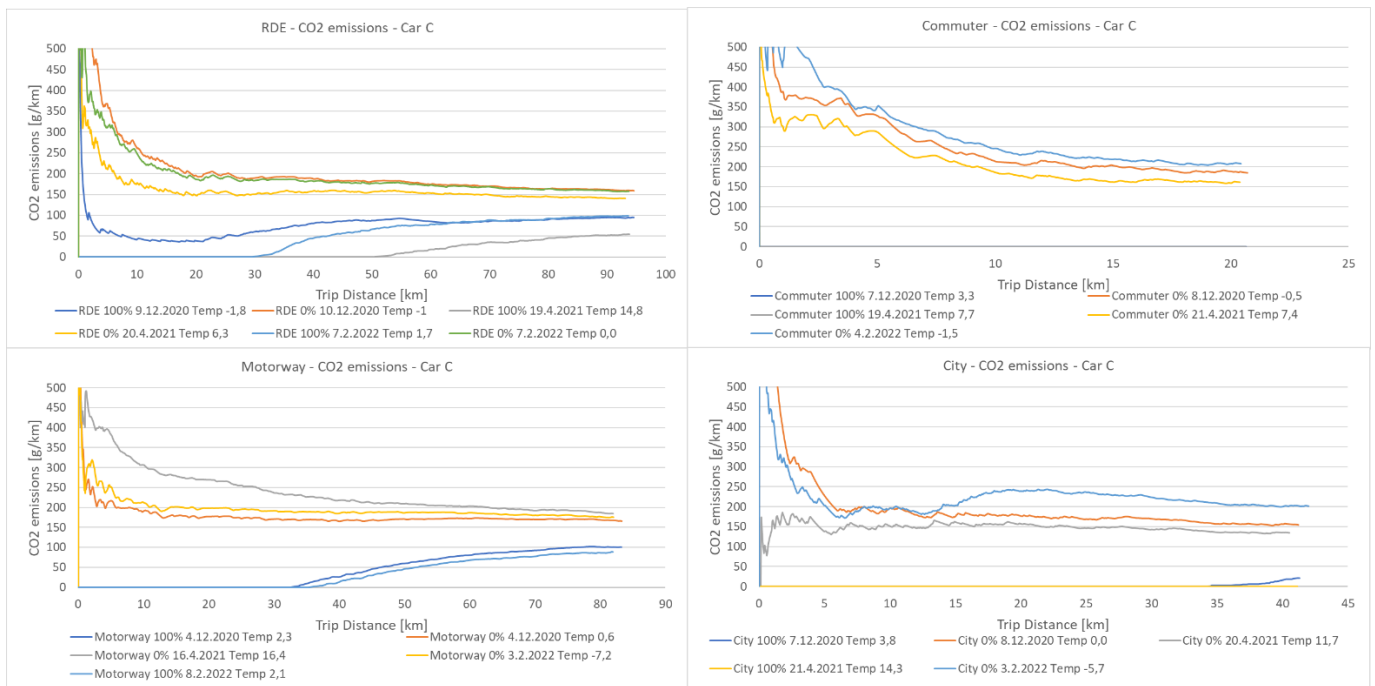 RDE - CO2 emissions - Car C
CO2 emissions [g/km]
500
450
400
350
300
250
200
150
100
50
0
0 10 20 30 40 50 60 70 80 90 100
Trip Distance [km]
RDE 100% 9.12.2020 Temp -1,8 RDE 0% 10.12.2020 Temp -1 RDE 100% 19.4.2021 Temp 14,8
RDE 0% 20.4.2021 Temp 6,3 RDE 100% 7.2.2022 Temp 1,7 RDE 0% 7.2.2022 Temp 0,0
Commuter - CO2 emissions - Car C
CO2 emissions [g/km]
500
450
400
350
300
250
200
150
100
50
0
0 5 10 15 20 25
Trip Distance [km]
Commuter 100% 7.12.2020 Temp 3,3 Commuter 0% 8.12.2020 Temp -0,5
Commuter 100% 19.4.2021 Temp 7,7 Commuter 0% 21.4.2021 Temp 7,4
Commuter 0% 4.2.2022 Temp -1,5
Motorway - CO2 emissions - Car C
CO2 emissions [g/km]
500
450
400
350
300
250
200
150
100
50
0
0 10 20 30 40 50 60 70 80 90
Trip Distance [km]
Motorway 100% 4.12.2020 Temp 2,3 Motorway 0% 4.12.2020 Temp 0,6
Motorway 0% 16.4.2021 Temp 16,4 Motorway 0% 3.2.2022 Temp -7,2
Motorway 100% 8.2.2022 Temp 2,1
City - CO2 emissions - Car C
CO2 emissions [g/km]
500
450
400
350
300
250
200
150
100
50
0
0 5 10 15 20 25 30 35 40 45
Trip Distance [km]
City 100% 7.12.2020 Temp 3,8 City 0% 8.12.2020 Temp 0,0 City 0% 20.4.2021 Temp 11,7
City 100% 21.4.2021 Temp 14,3 City 0% 3.2.2022 Temp -5,7